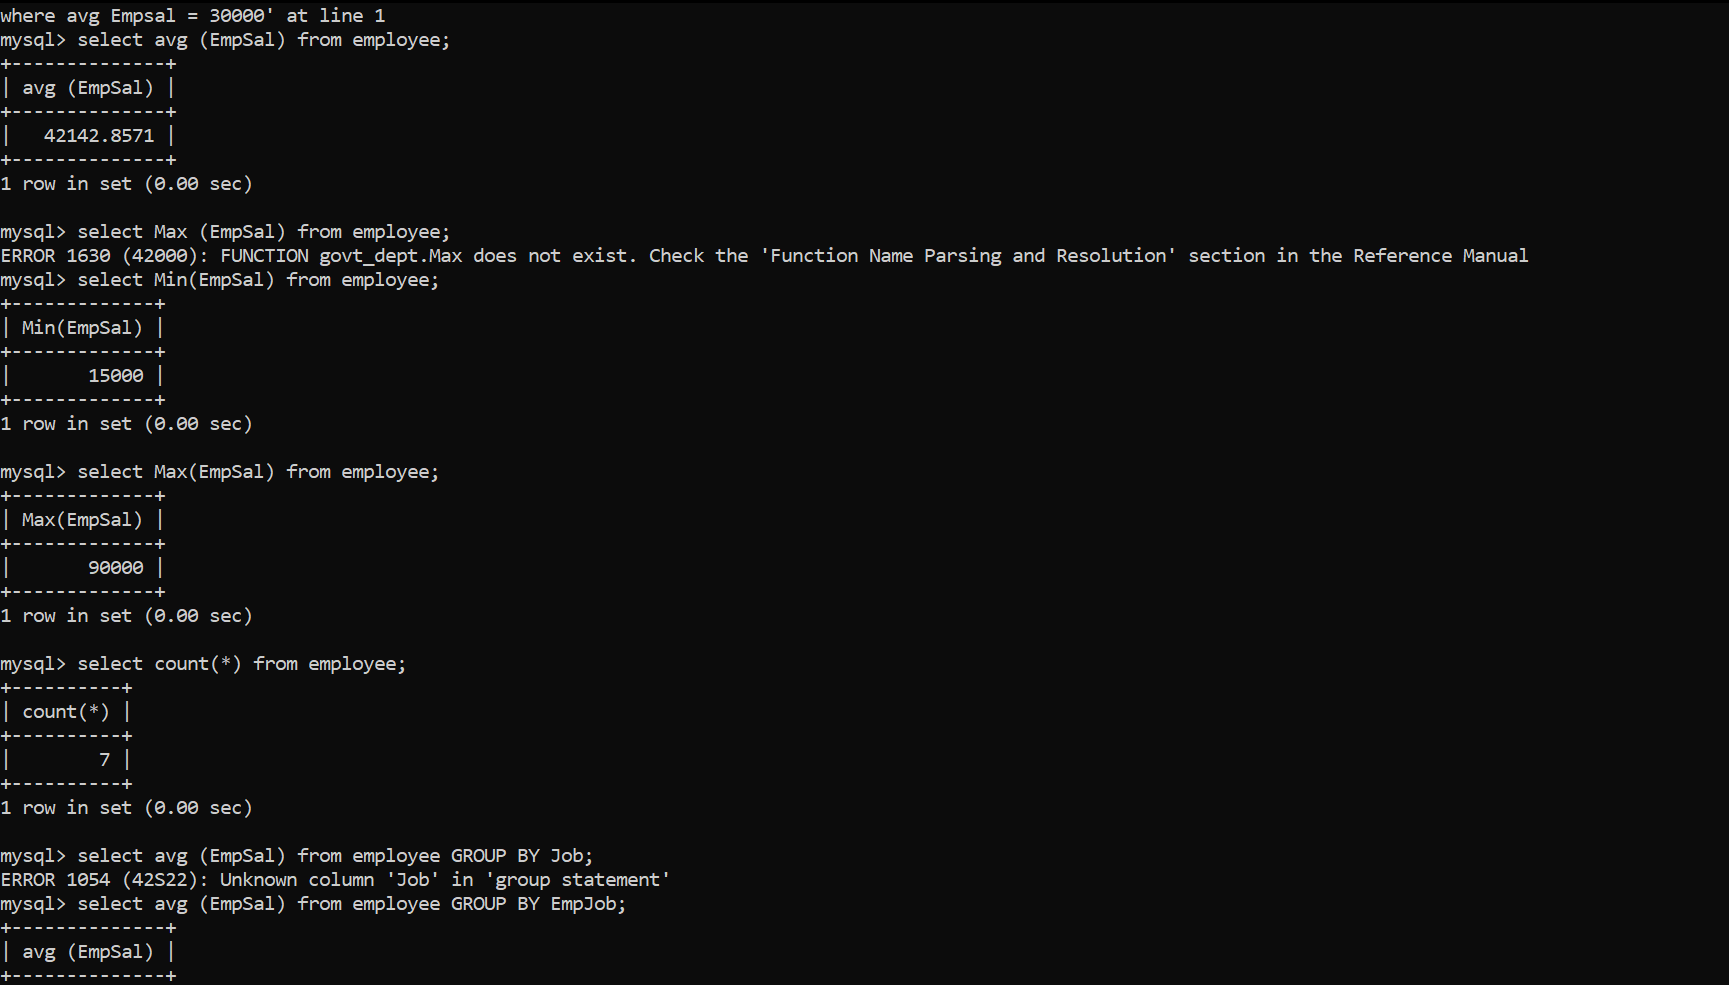 where avg Empsal = 30000' at line 1
mysql> select avg (EmpSal) from employee;
+--------------+
| avg (EmpSal) |
+--------------+
|   42142.8571 |
+--------------+
1 row in set (0.00 sec)

mysql> select Max (EmpSal) from employee;
ERROR 1630 (42000): FUNCTION govt_dept.Max does not exist. Check the 'Function Name Parsing and Resolution' section in the Reference Manual
mysql> select Min(EmpSal) from employee;
+-------------+
| Min(EmpSal) |
+-------------+
|       15000 |
+-------------+
1 row in set (0.00 sec)

mysql> select Max(EmpSal) from employee;
+-------------+
| Max(EmpSal) |
+-------------+
|       90000 |
+-------------+
1 row in set (0.00 sec)

mysql> select count(*) from employee;
+----------+
| count(*) |
+----------+
|        7 |
+----------+
1 row in set (0.00 sec)

mysql> select avg (EmpSal) from employee GROUP BY Job;
ERROR 1054 (42S22): Unknown column 'Job' in 'group statement'
mysql> select avg (EmpSal) from employee GROUP BY EmpJob;
+--------------+
| avg (EmpSal) |
+--------------+